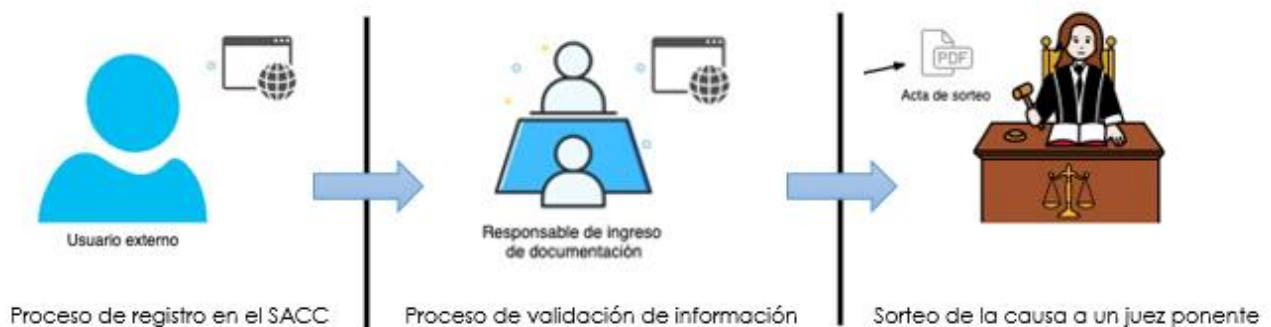 PDF
Acta de sorteo
Usuario externo
Responsable de ingreso
de documentación
Proceso de registro en el SACC
Proceso de validación de información
Sorteo de la causa a un juez ponente